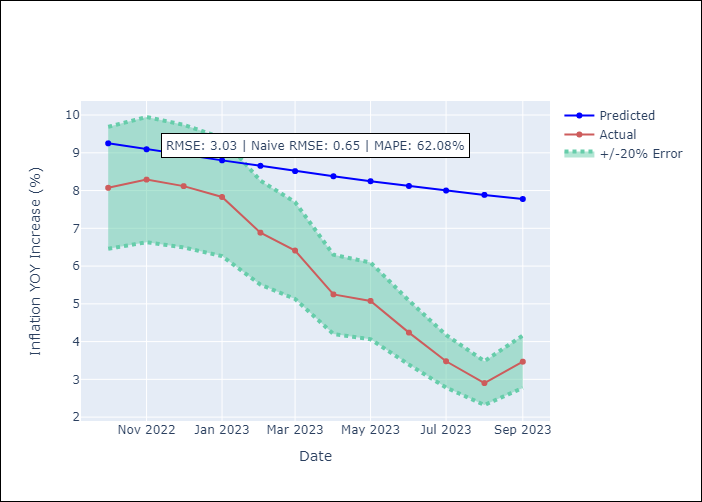 RMSE: 3.03 | Naive RMSE: 0.65 | MAPE: 62.08%
Predicted
Actual
+/-20% Error
10
9
8
7
6
5
4
3
2
Inflation YOY Increase (%)
Nov 2022 Jan 2023 Mar 2023 May 2023 Jul 2023 Sep 2023
Date